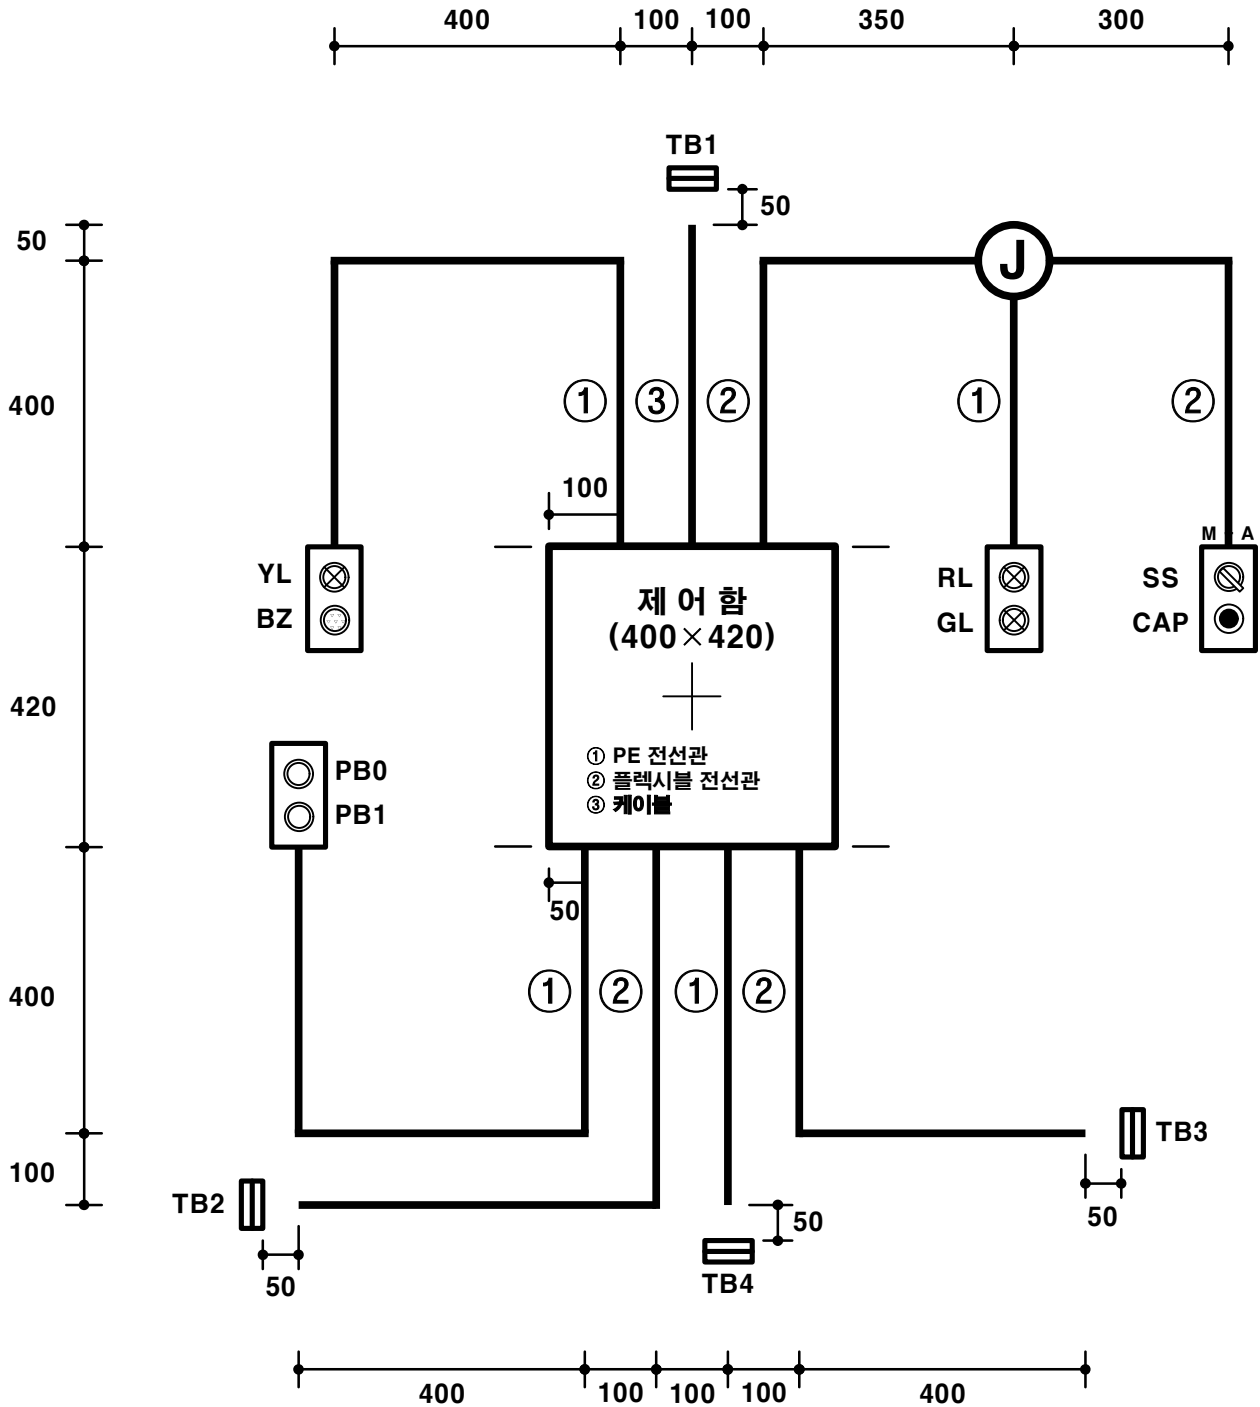 400 100 100 350 300
TB1
50
50
J
400
① ③ ② ① ②
100
M A
YL
BZ
제 어 함
(400×420)
RL
GL
SS
CAP
420
① PE 전선관
② 플렉시블 전선관
③ 케이블
PB0
PB1
50
400
① ② ① ②
TB3
100
TB2
50
50
50
TB4
400 100 100 100 400